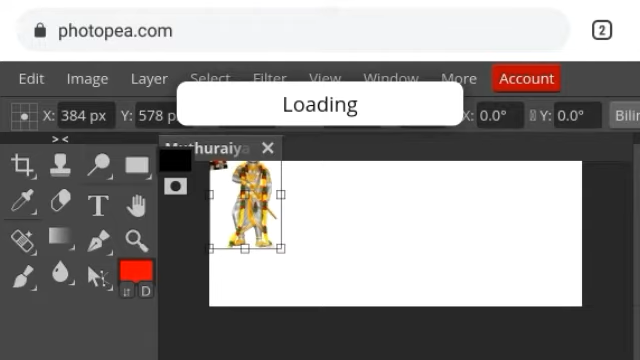 photopea.com
2
Edit Image Layer Select Filter View Window More Account
Loading
X: 384 px Y: 578 px X: 0.0° Y: 0.0°
> <
Muthuraiya ×
T
D